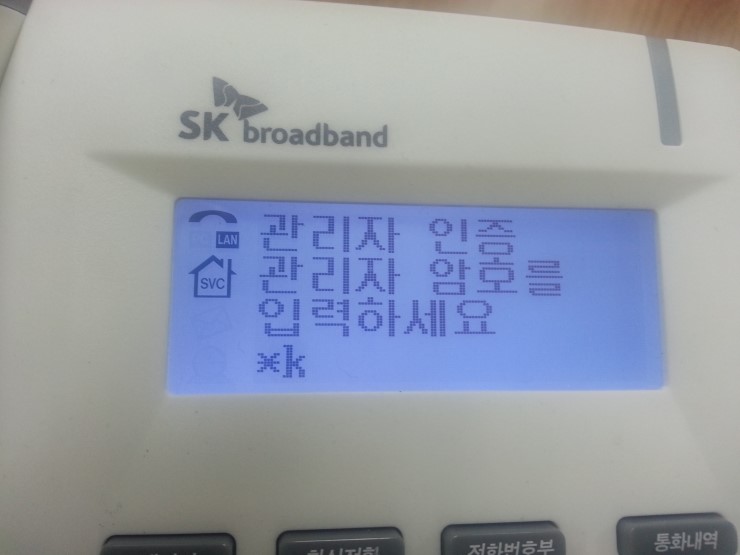 SK broadband
LAN
관리자 인증
SVC
관리자 암호를
입력하세요
*k
전화번호부
통화내역